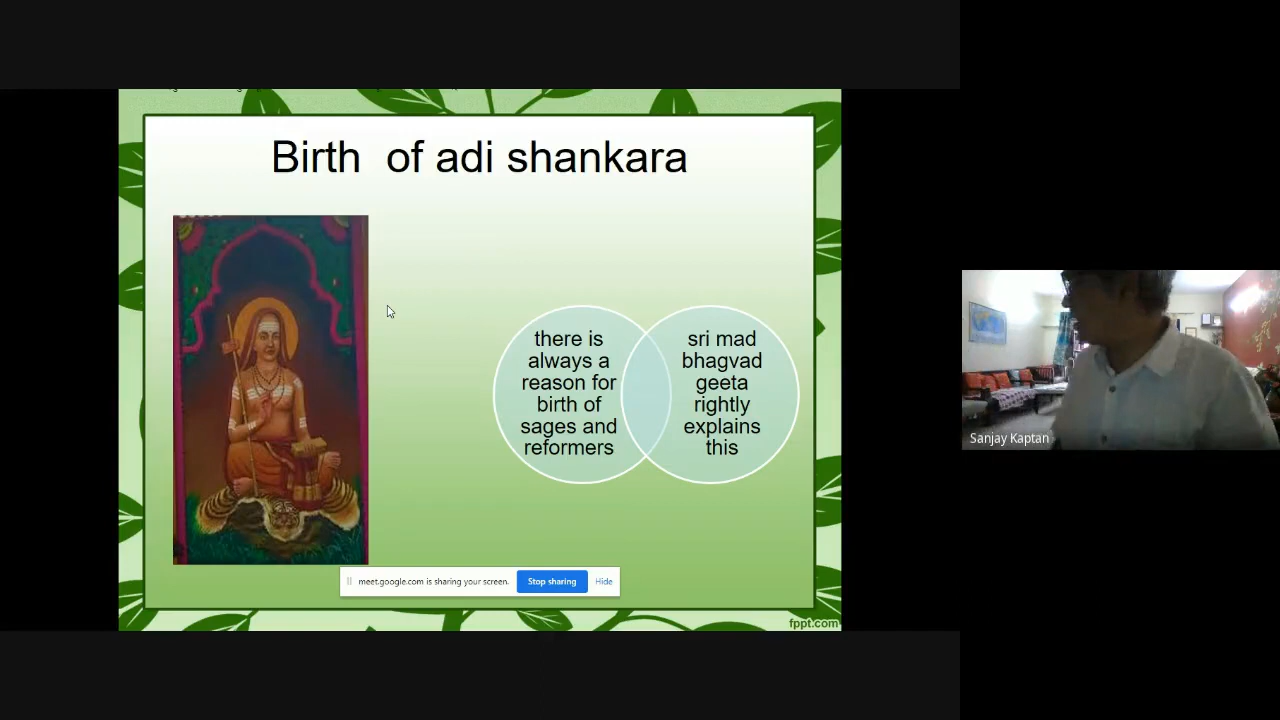 Birth of adi shankara
there is
always a
reason for
birth of
sages and
reformers
sri mad
bhagvad
geeta
rightly
explains
this
meet.google.com is sharing your screen. Stop sharing Hide
fppt.com
Sanjay Kaptan